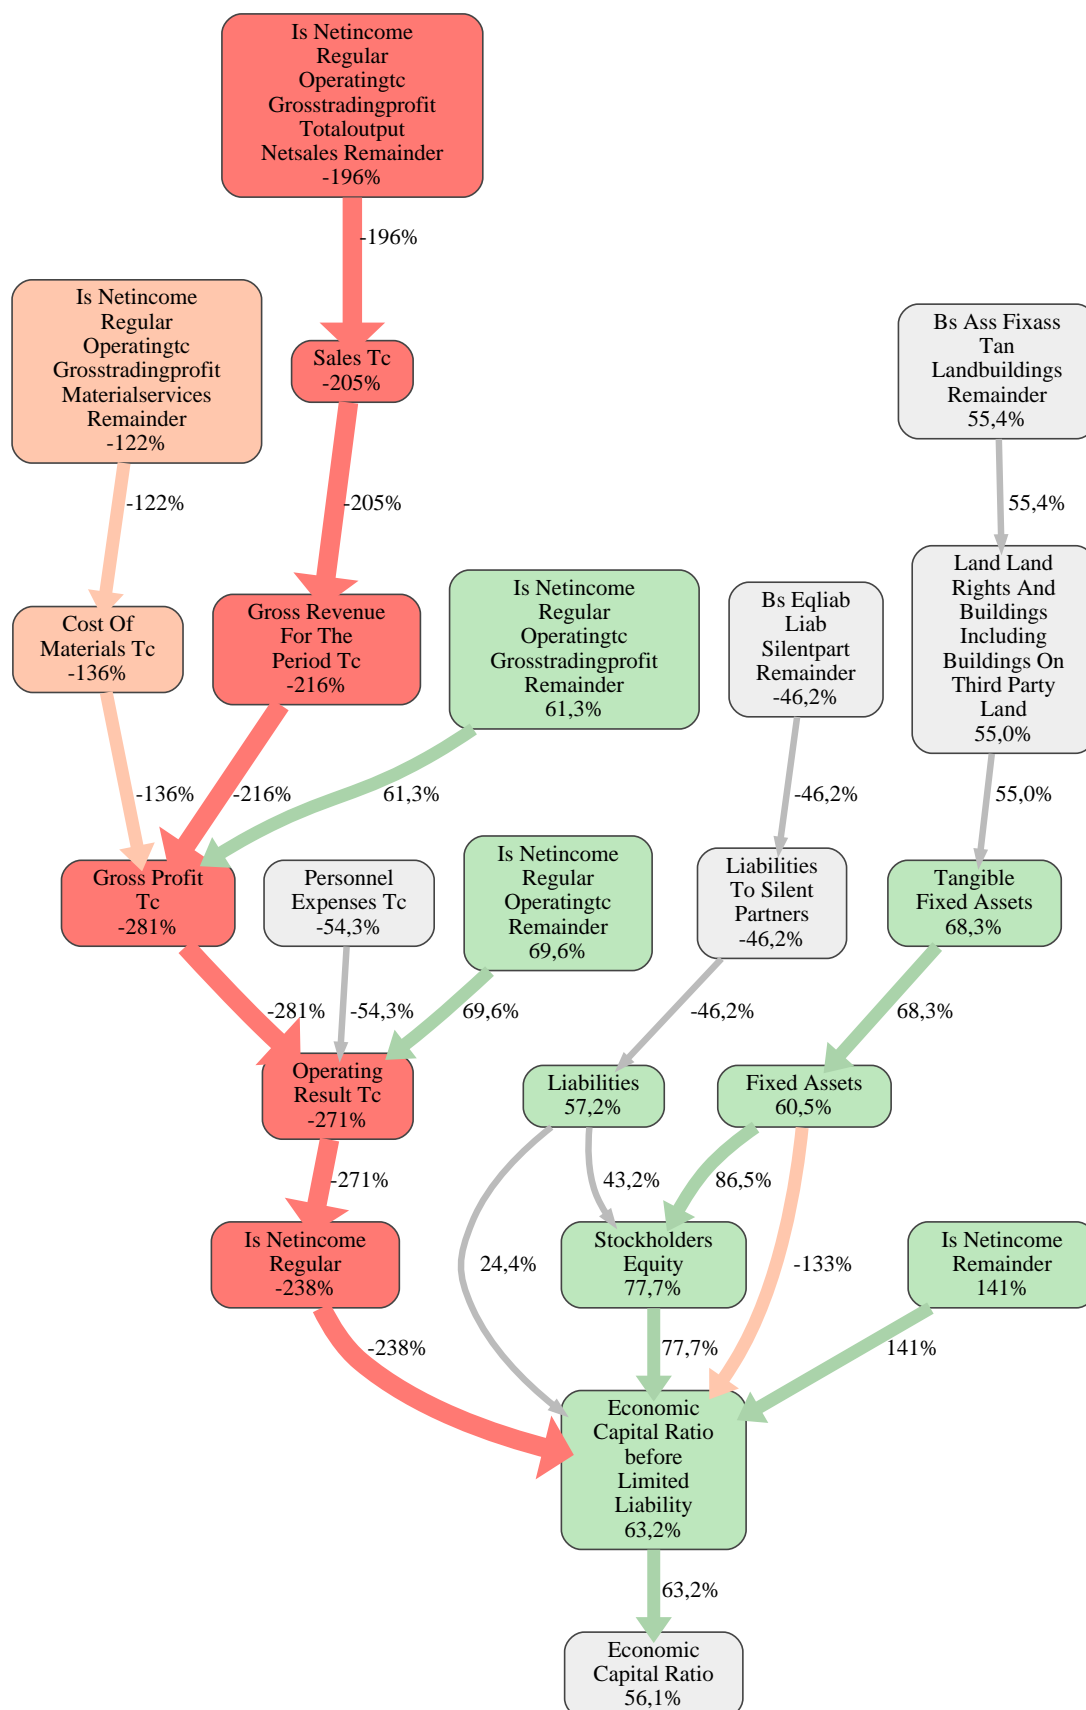 Is Netincome
Regular
Operatingtc
Grosstradingprofit
Totaloutput
Netsales Remainder
-196%
-196%
Is Netincome
Regular
Operatingtc
Grosstradingprofit
Materialservices
Remainder
-122%
Sales Tc
-205%
Bs Ass Fixass
Tan
Landbuildings
Remainder
55,4%
-122%
-205%
55,4%
Cost Of
Materials Tc
-136%
Gross Revenue
For The
Period Tc
-216%
Is Netincome
Regular
Operatingtc
Grosstradingprofit
Remainder
61,3%
Bs Eqliab
Liab
Silentpart
Remainder
-46,2%
Land Land
Rights And
Buildings
Including
Buildings On
Third Party
Land
55,0%
-136%
-216%
61,3%
-46,2%
55,0%
Gross Profit
Tc
-281%
Personnel
Expenses Tc
-54,3%
Is Netincome
Regular
Operatingtc
Remainder
69,6%
Liabilities
To Silent
Partners
-46,2%
Tangible
Fixed Assets
68,3%
-281%
-54,3%
69,6%
-46,2%
68,3%
Operating
Result Tc
-271%
Liabilities
57,2%
Fixed Assets
60,5%
-271%
43,2%
86,5%
Is Netincome
Regular
-238%
24,4%
Stockholders
Equity
77,7%
-133%
Is Netincome
Remainder
141%
-238%
77,7%
141%
Economic
Capital Ratio
before
Limited
Liability
63,2%
63,2%
Economic
Capital Ratio
56,1%